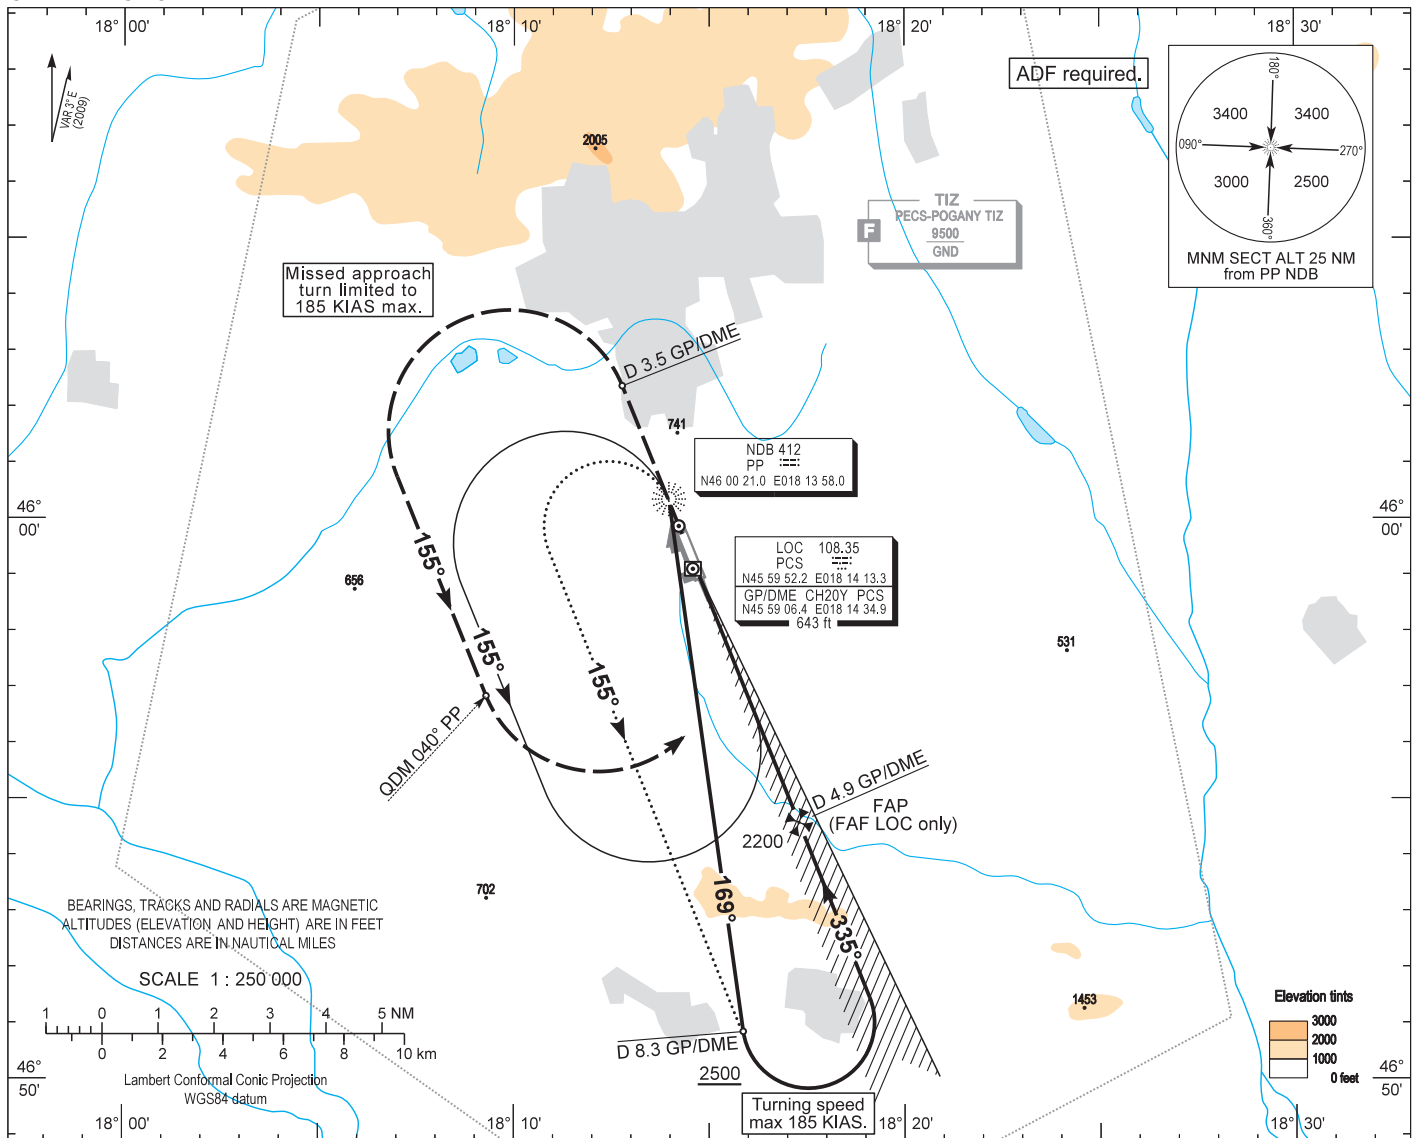 18° 00'
18° 10'
18° 20'
18° 30'
VAR 3° E
(2009)
ADF required.
180°
3400
3400
090°
270°
3000
2500
360°
MNM SECT ALT 25 NM
from PP NDB
2005
TIZ
PECS-POGANY TIZ
F
9500
GND
Missed approach
turn limited to
185 KIAS max.
D 3.5 GP/DME
741
NDB 412
PP
N46 00 21.0 E018 13 58.0
46°
00'
46°
00'
LOC 108.35
PCS
N45 59 52.2 E018 14 13.3
GP/DME CH20Y PCS
N45 59 06.4 E018 14 34.9
643 ft
155°
656
155°
155°
531
QDM 040° PP
D 4.9 GP/DME
FAP
(FAF LOC only)
2200
702
169°
335°
BEARINGS, TRACKS AND RADIALS ARE MAGNETIC
ALTITUDES (ELEVATION AND HEIGHT) ARE IN FEET
DISTANCES ARE IN NAUTICAL MILES
SCALE 1 : 250 000
1 0 1 2 3 4 5 NM
0 2 4 6 8 10 km
Lambert Conformal Conic Projection
WGS84 datum
1453
Elevation tints
3000
2000
1000
0 feet
D 8.3 GP/DME
2500
46°
50'
46°
50'
Turning speed
max 185 KIAS.
18° 00'
18° 10'
18° 20'
18° 30'